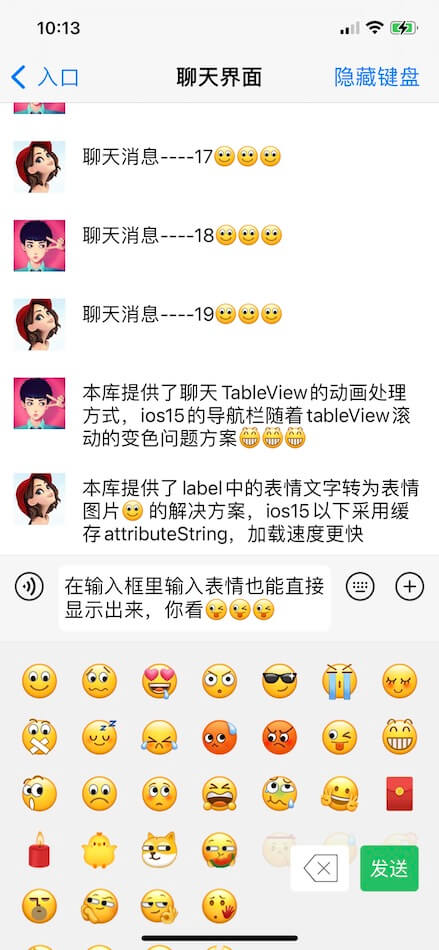 10:13
入口
聊天界面
隐藏键盘
聊天消息----17🙂🙂🙂
聊天消息----18🙂🙂🙂
聊天消息----19🙂🙂🙂
本库提供了聊天TableView的动画处理
方式，ios15的导航栏随着tableView滚
动的变色问题方案😁😁😁
本库提供了label中的表情文字转为表情
图片🙂的解决方案，ios15以下采用缓
存attributeString，加载速度更快
在输入框里输入表情也能直接
显示出来，你看😜😜😜
发送